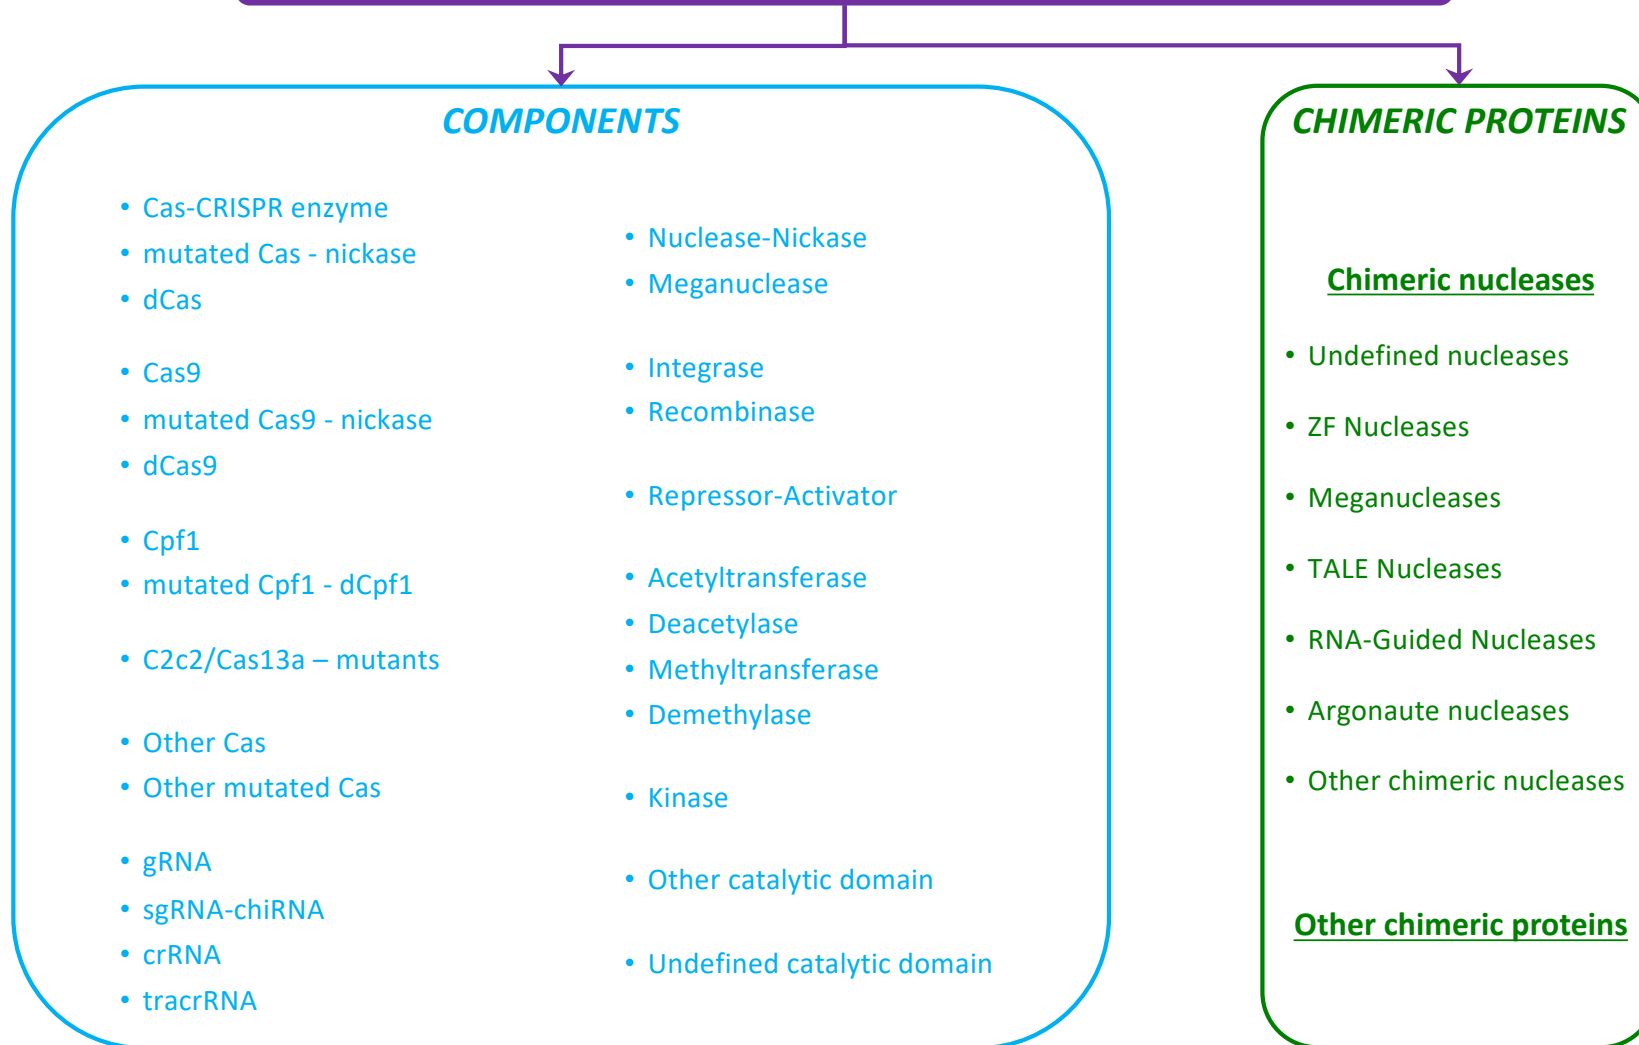 COMPONENTS
• Cas-CRISPR enzyme
• mutated Cas - nickase
• dCas
• Cas9
• mutated Cas9 - nickase
• dCas9
• Cpf1
• mutated Cpf1 - dCpf1
• C2c2/Cas13a – mutants
• Other Cas
• Other mutated Cas
• gRNA
• sgRNA-chiRNA
• crRNA
• tracrRNA
• Nuclease-Nickase
• Meganuclease
• Integrase
• Recombinase
• Repressor-Activator
• Acetyltransferase
• Deacetylase
• Methyltransferase
• Demethylase
• Kinase
• Other catalytic domain
• Undefined catalytic domain
CHIMERIC PROTEINS
Chimeric nucleases
• Undefined nucleases
• ZF Nucleases
• Meganucleases
• TALE Nucleases
• RNA-Guided Nucleases
• Argonaute nucleases
• Other chimeric nucleases
Other chimeric proteins